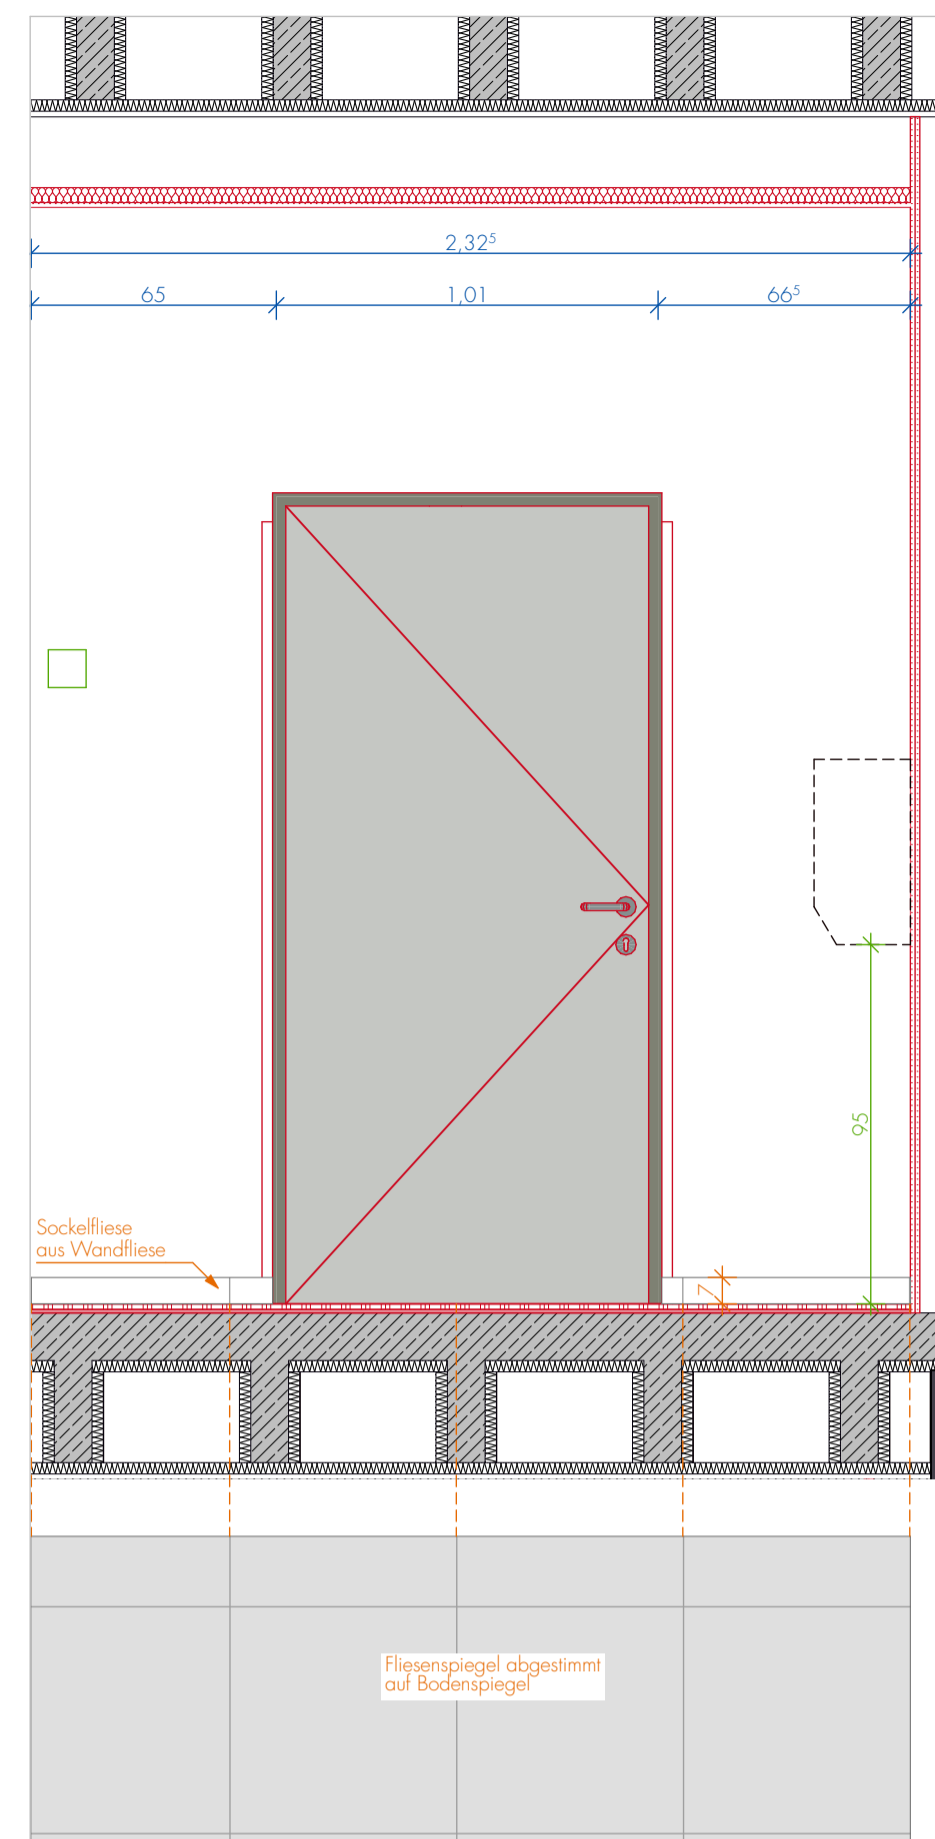 2,32⁵
65
1,01
66⁵
95
Sockelfliese
aus Wandfliese
7
Fliesenspiegel abgestimmt
auf Bodenspiegel